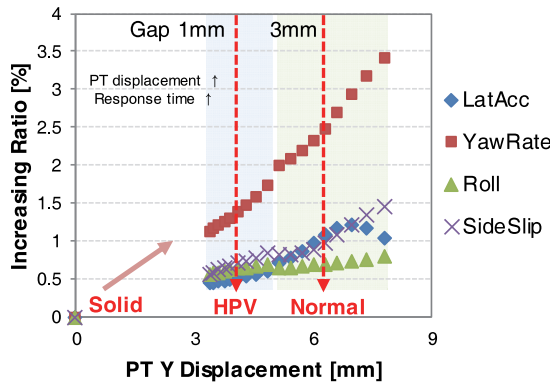 4
3.5
3
2.5
2
1.5
1
0.5
0
Increasing Ratio [%]
Gap 1mm
3mm
PT displacement ↑
Response time ↑
Solid
HPV
Normal
0
3
6
9
PT Y Displacement [mm]
LatAcc
YawRate
Roll
SideSlip